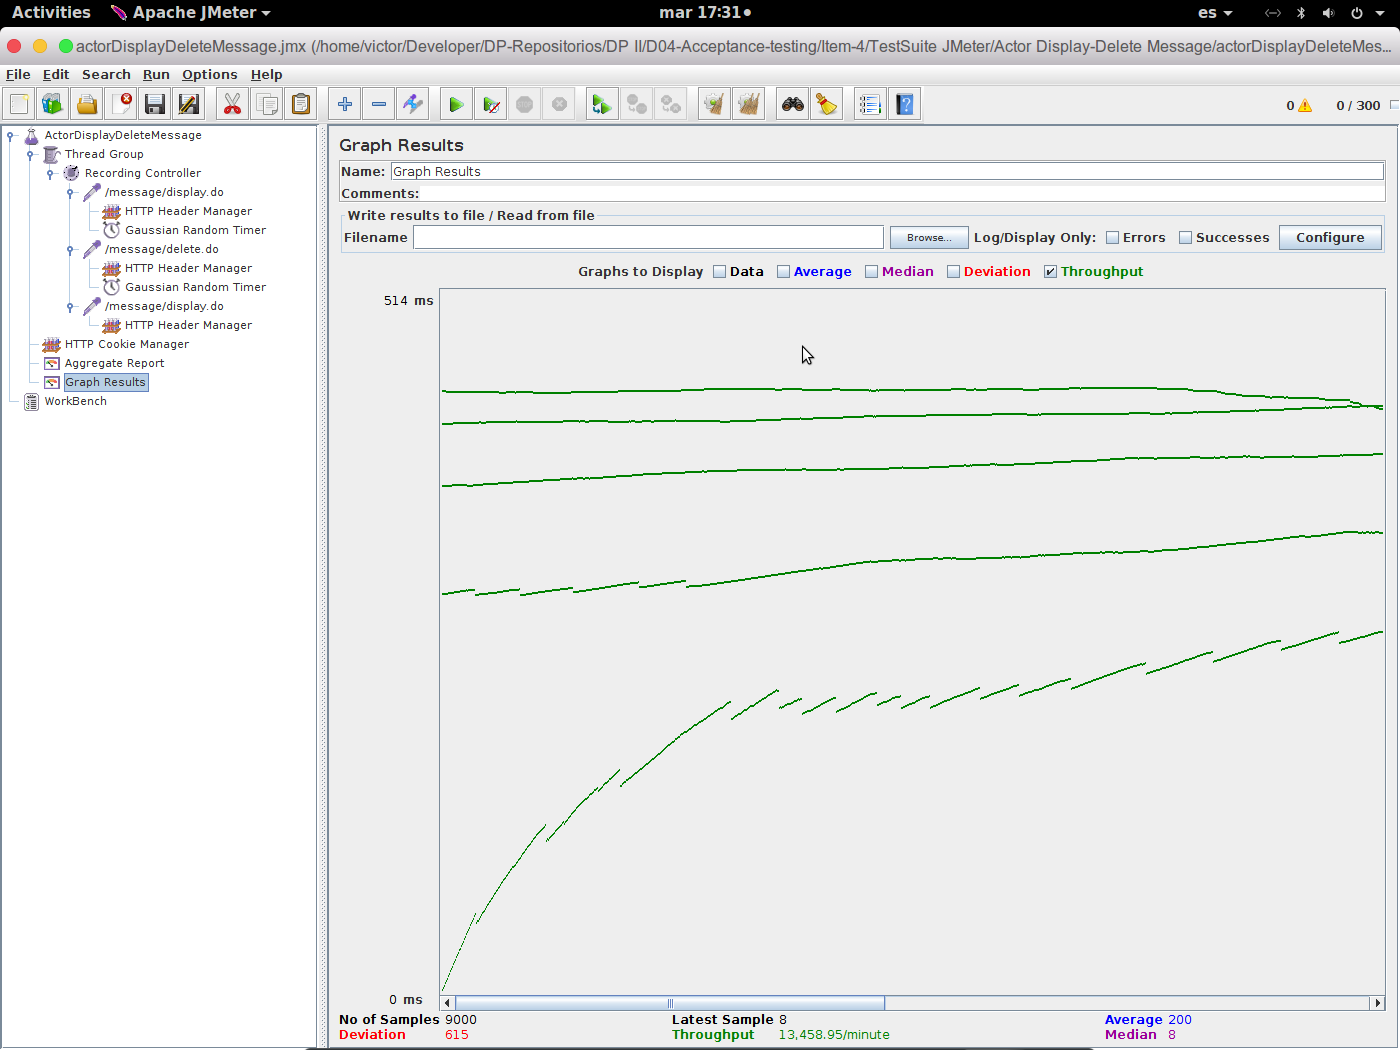 Activities Apache JMeter mar 17:31 es
actorDisplayDeleteMessage.jmx (/home/victor/Developer/DP-Repositorios/DP II/D04-Acceptance-testing/Item-4/TestSuite JMeter/Actor Display-Delete Message/actorDisplayDeleteMes...
File Edit Search Run Options Help
0 0 / 300
ActorDisplayDeleteMessage
Thread Group
Recording Controller
/message/display.do
HTTP Header Manager
Gaussian Random Timer
/message/delete.do
HTTP Header Manager
Gaussian Random Timer
/message/display.do
HTTP Header Manager
HTTP Cookie Manager
Aggregate Report
Graph Results
WorkBench
Graph Results
Name: Graph Results
Comments:
Write results to file / Read from file
Filename Browse... Log/Display Only: Errors Successes Configure
Graphs to Display Data Average Median Deviation Throughput
514 ms
0 ms
No of Samples 9000 Latest Sample 8 Average 200
Deviation 615 Throughput 13,458.95/minute Median 8